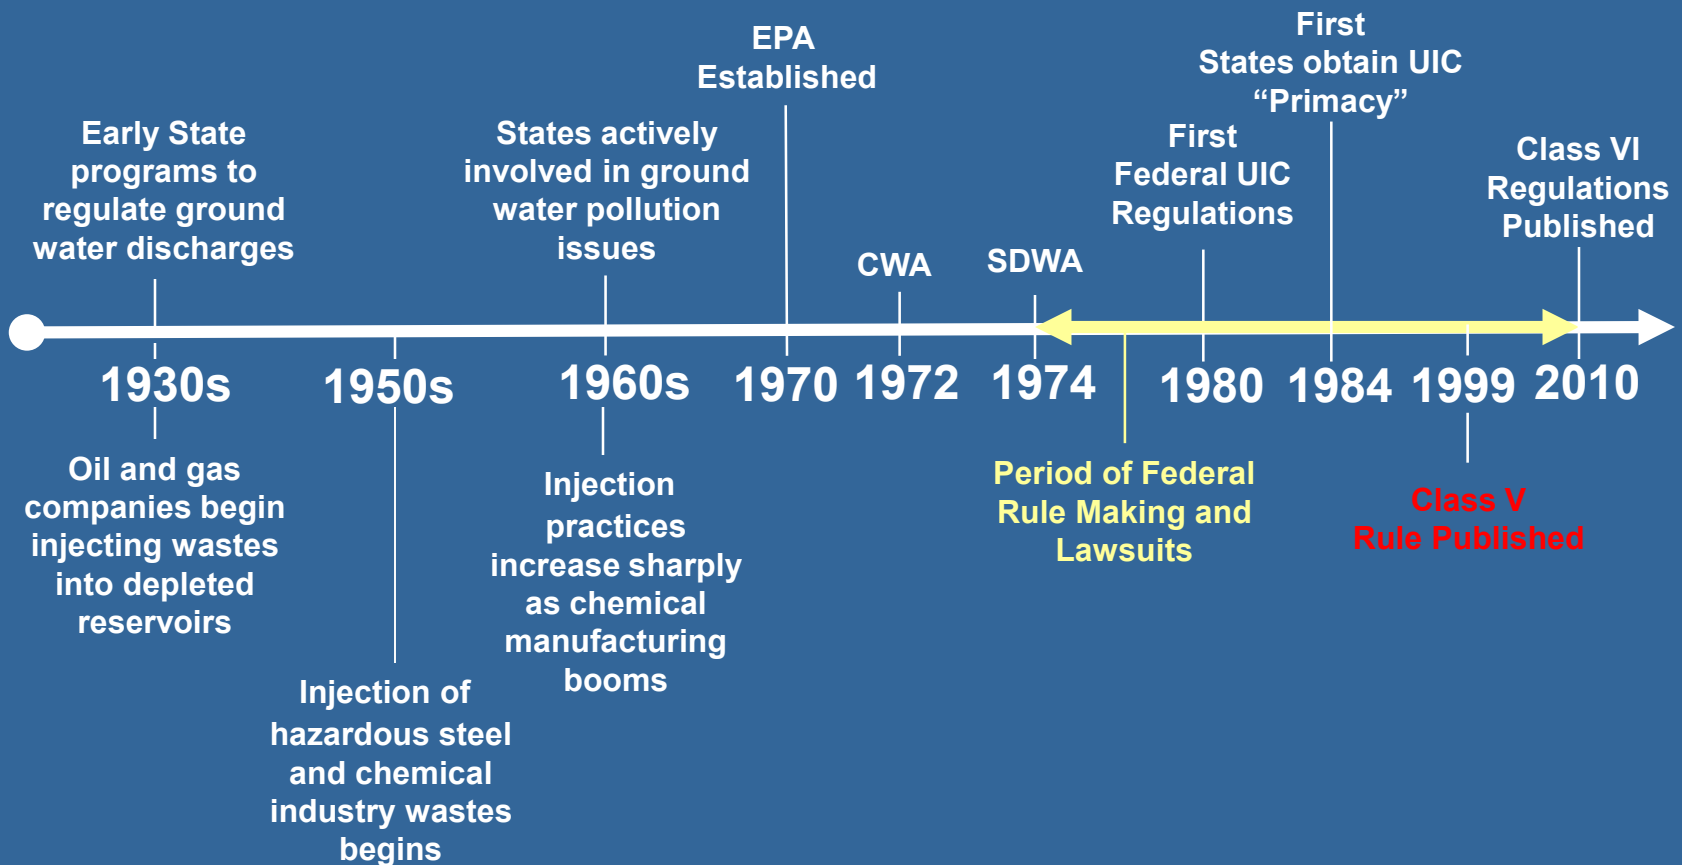 EPA
Established
First
States obtain UIC
“Primacy”
Early State
programs to
regulate ground
water discharges
States actively
involved in ground
water pollution
issues
First
Federal UIC
Regulations
Class VI
Regulations
Published
CWA
SDWA
1930s
1950s
1960s
1970
1972
1974
1980
1984
1999
2010
Oil and gas
companies begin
injecting wastes
into depleted
reservoirs
Injection of
hazardous steel
and chemical
industry wastes
begins
Injection
practices
increase sharply
as chemical
manufacturing
booms
Period of Federal
Rule Making and
Lawsuits
Class V
Rule Published